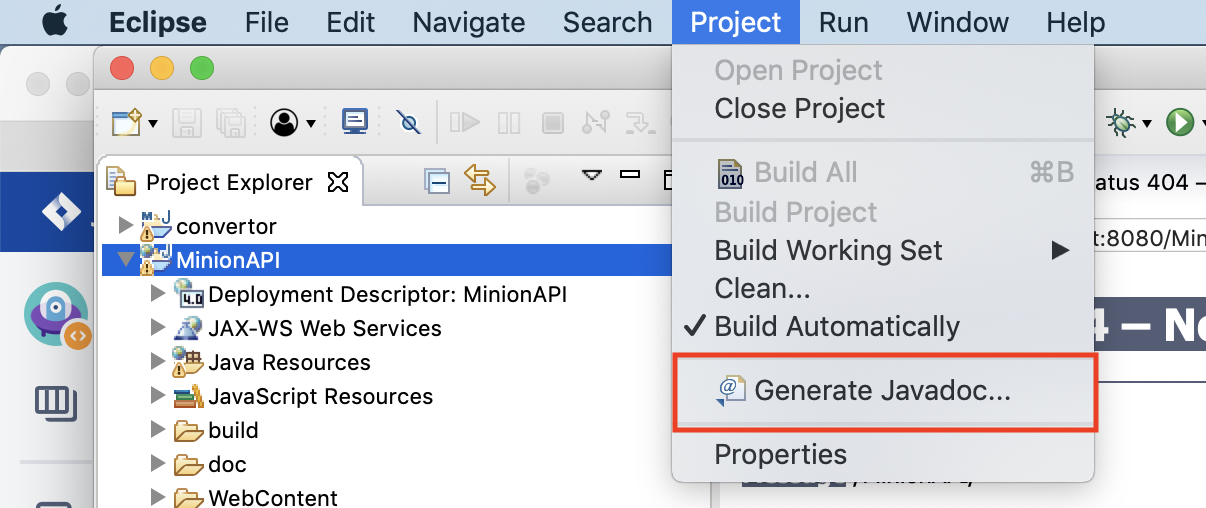 Eclipse File Edit Navigate Search Project Run Window Help
Open Project
Close Project
Build All ⌘B
Build Project
Build Working Set
Clean...
Build Automatically
Generate Javadoc...
Properties
Project Explorer
convertor
MinionAPI
Deployment Descriptor: MinionAPI
JAX-WS Web Services
Java Resources
JavaScript Resources
build
doc
WebContent
atus 404 –
t:8080/Min
4 – No